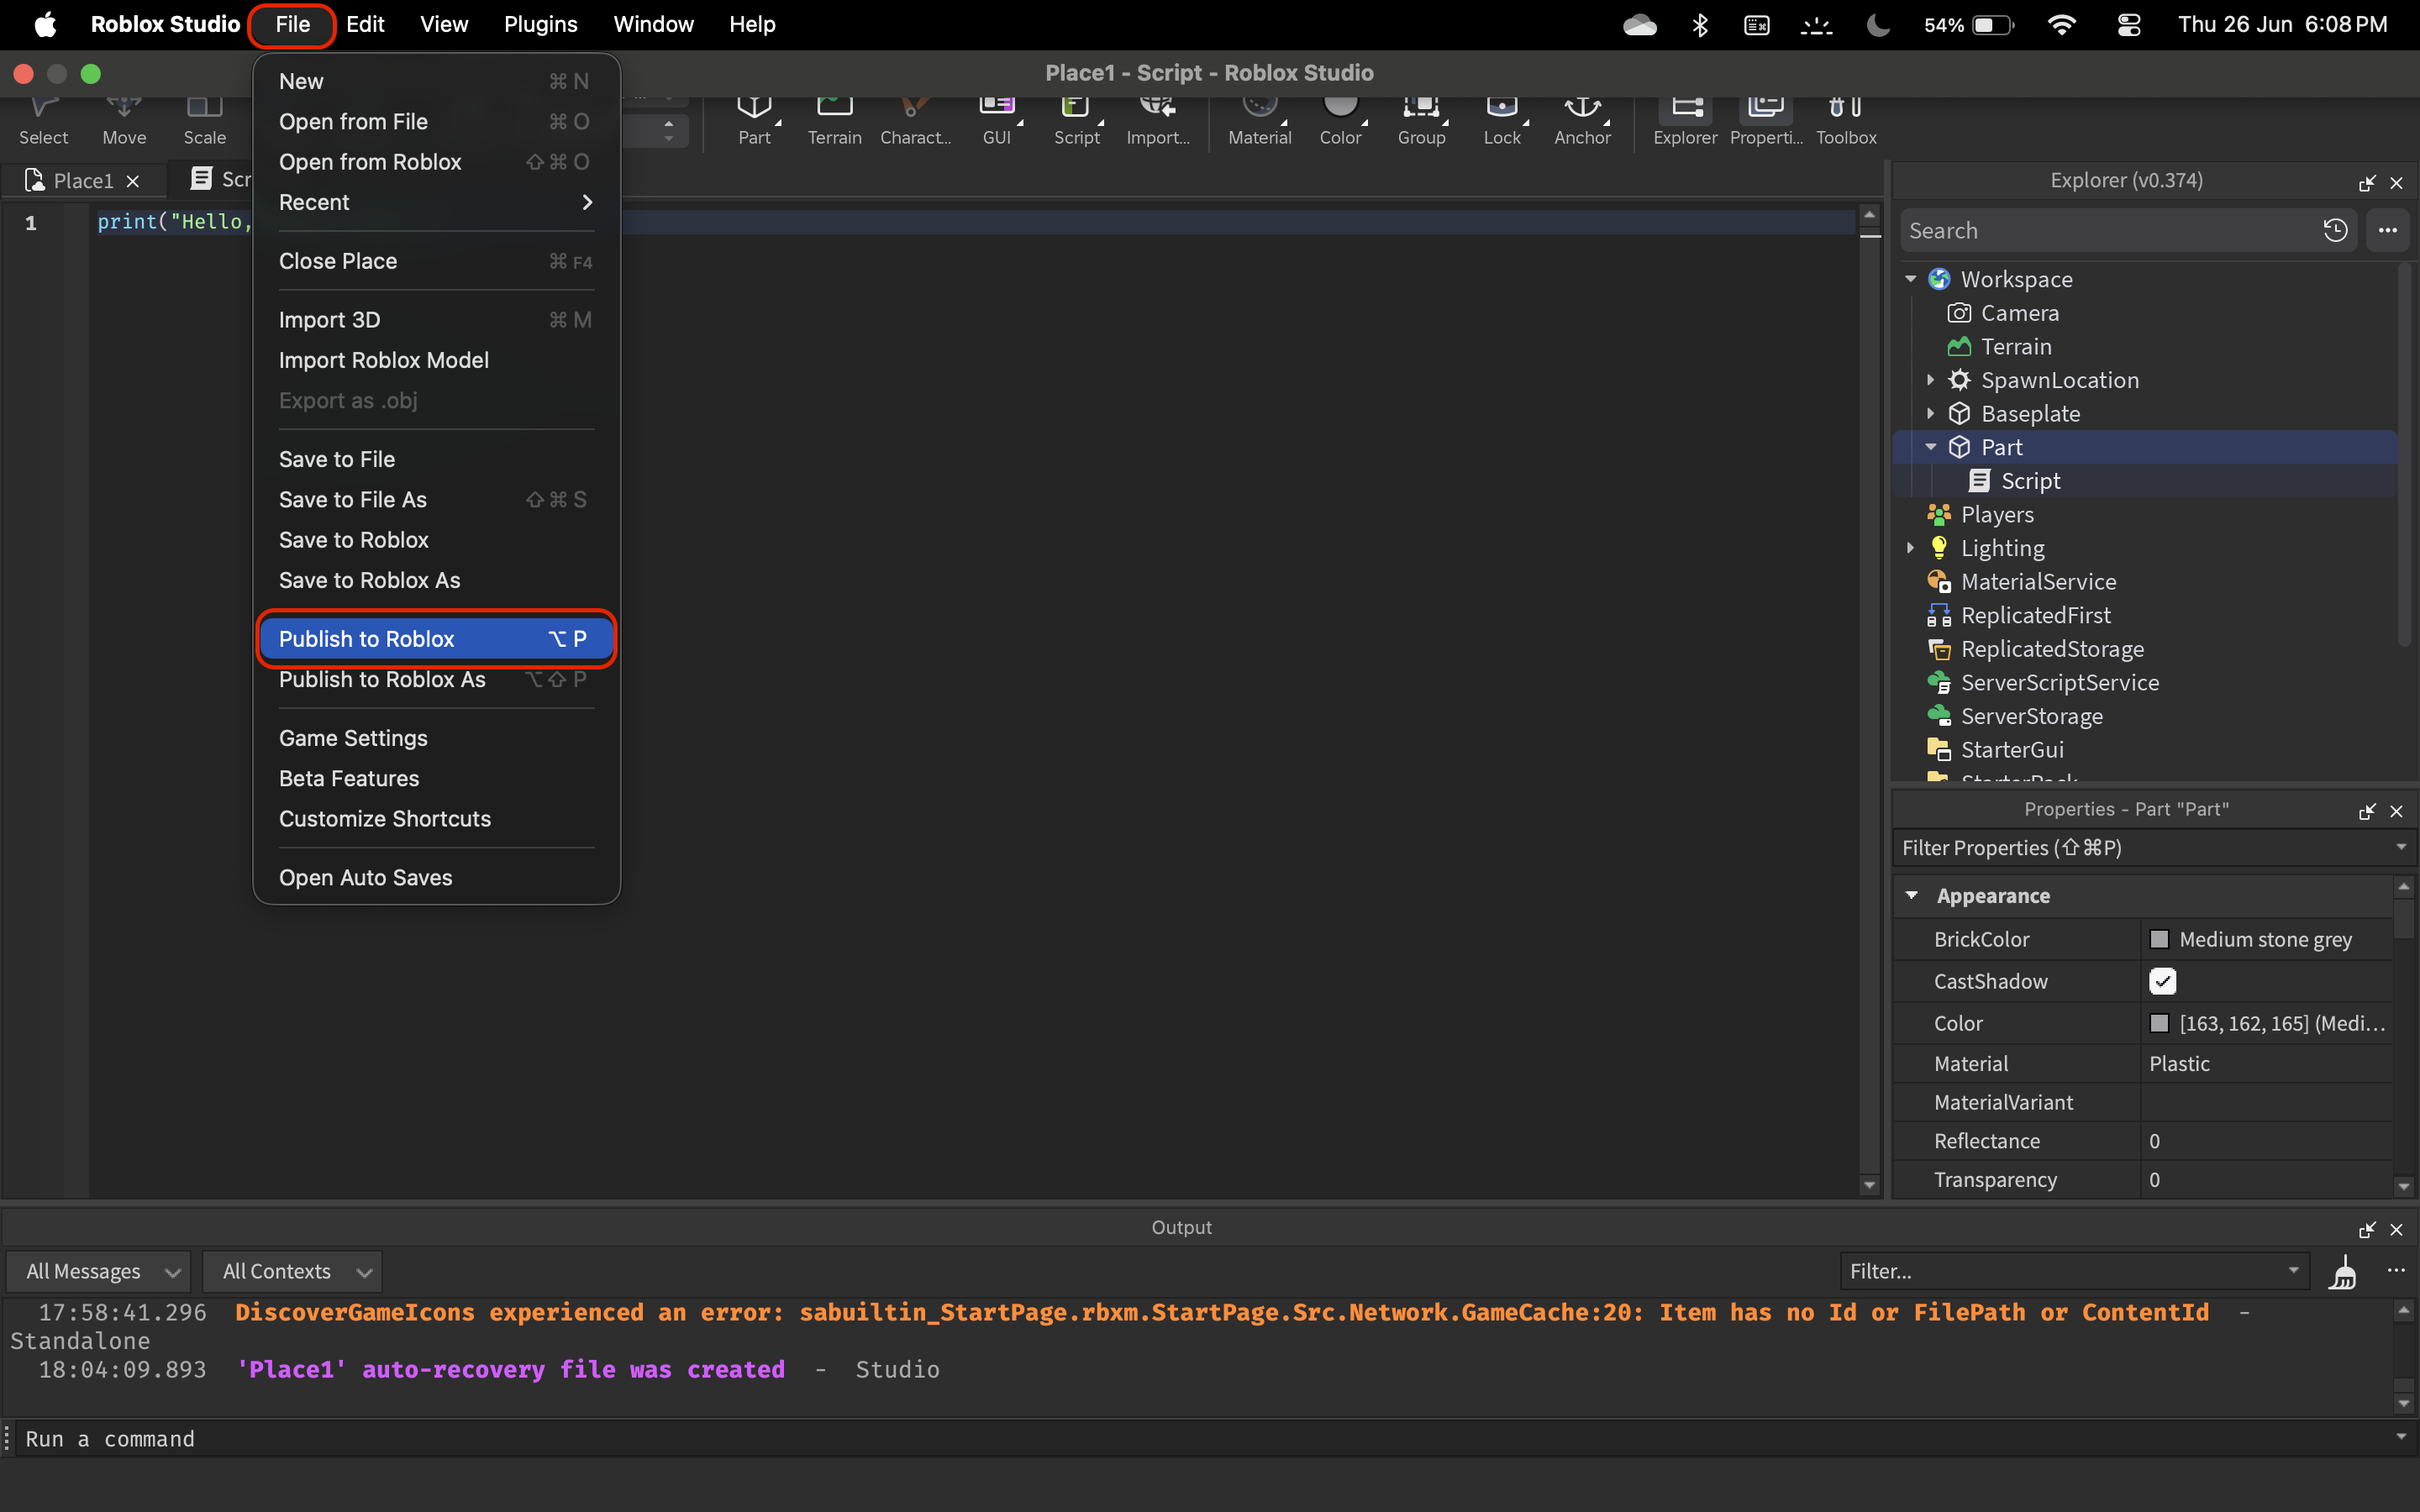 Roblox Studio File Edit View Plugins Window Help 54% Thu 26 Jun 6:08 PM
Place1 - Script - Roblox Studio
Select Move Scale Part Terrain Charact... GUI Script Import... Material Color Group Lock Anchor Explorer Properti... Toolbox
Place1 × Scr
1 print("Hello,
New ⌘ N
Open from File ⌘ O
Open from Roblox ⇧ ⌘ O
Recent
Close Place ⌘ F4
Import 3D ⌘ M
Import Roblox Model
Export as .obj
Save to File
Save to File As ⇧ ⌘ S
Save to Roblox
Save to Roblox As
Publish to Roblox ⌥ P
Publish to Roblox As ⌥ ⇧ P
Game Settings
Beta Features
Customize Shortcuts
Open Auto Saves
Explorer (v0.374)
Search
Workspace
Camera
Terrain
SpawnLocation
Baseplate
Part
Script
Players
Lighting
MaterialService
ReplicatedFirst
ReplicatedStorage
ServerScriptService
ServerStorage
StarterGui
StarterPack
Properties - Part "Part"
Filter Properties (⇧⌘P)
Appearance
BrickColor Medium stone grey
CastShadow
Color [163, 162, 165] (Medi...
Material Plastic
MaterialVariant
Reflectance 0
Transparency 0
Output
All Messages All Contexts Filter...
17:58:41.296 DiscoverGameIcons experienced an error: sabuiltin_StartPage.rbxm.StartPage.Src.Network.GameCache:20: Item has no Id or FilePath or ContentId -
Standalone
18:04:09.893 'Place1' auto-recovery file was created - Studio
Run a command